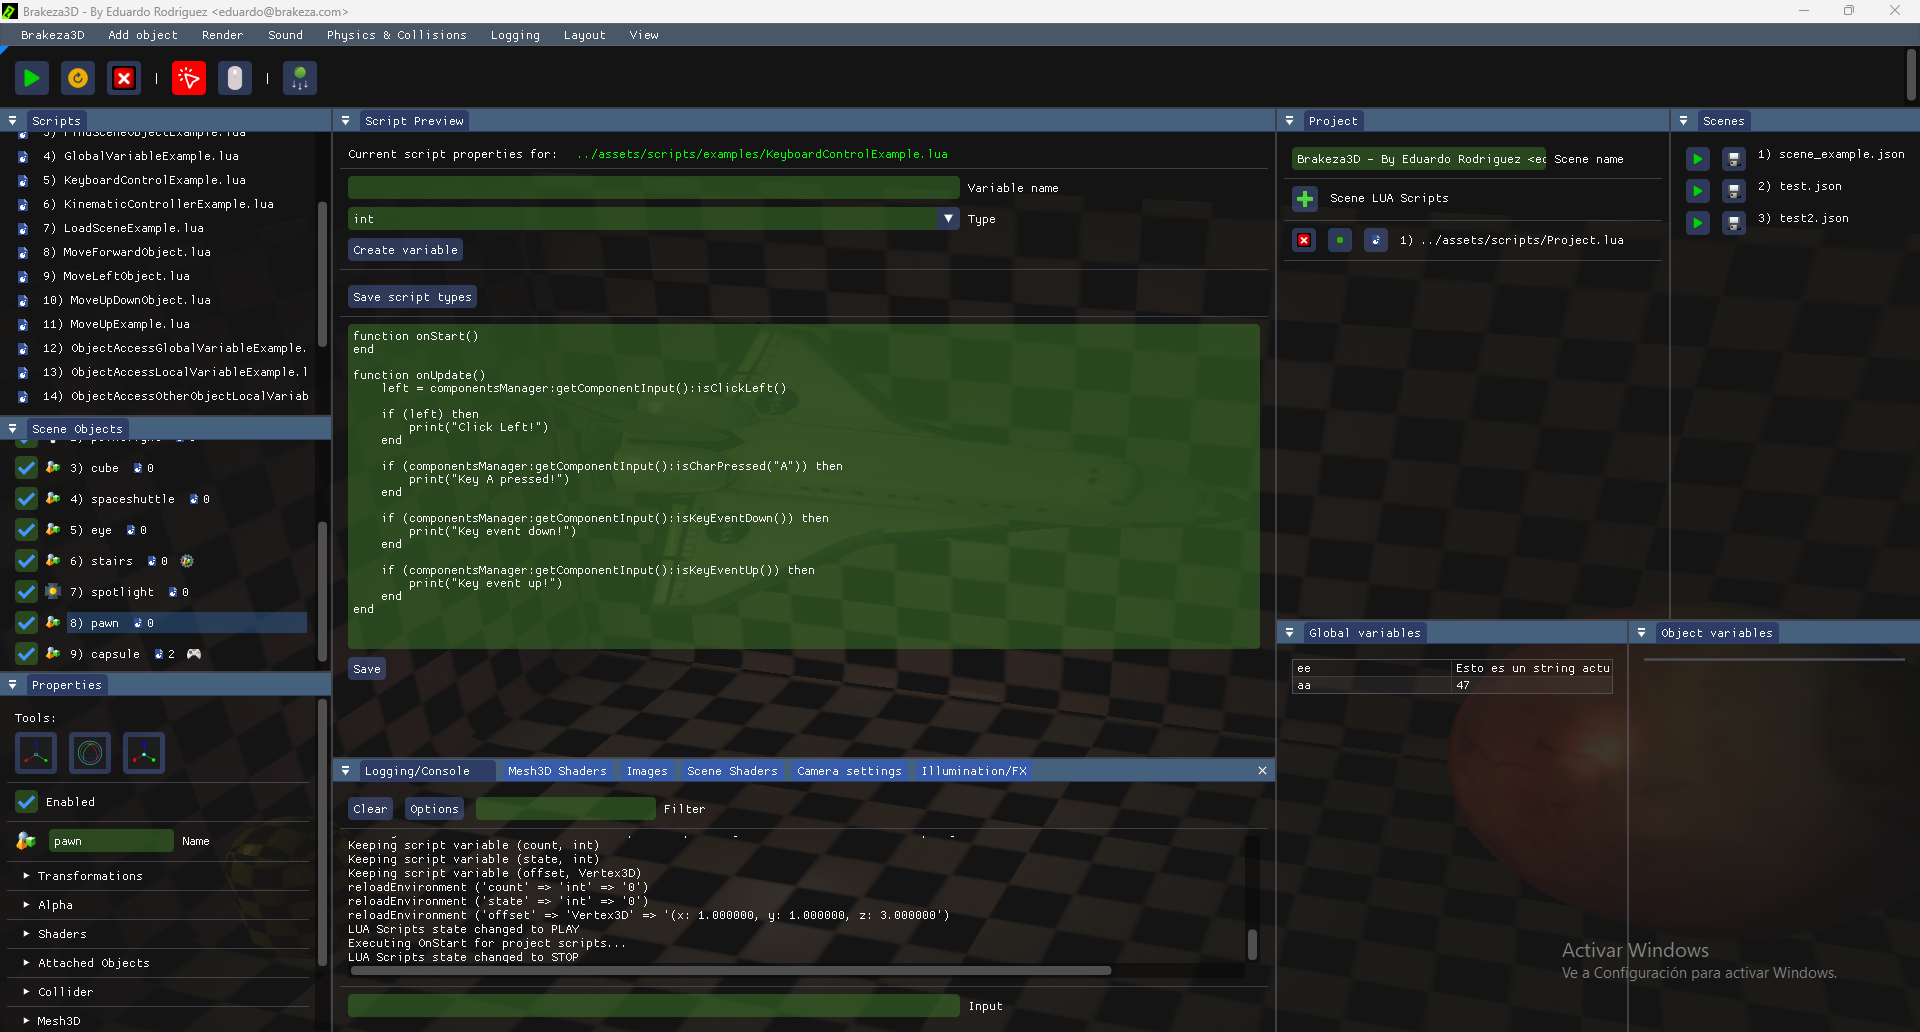 Brakeza3D - By Eduardo Rodriguez <eduardo@brakeza.com>
Brakeza3D Add object Render Sound Physics & Collisions Logging Layout View
Scripts
4) GlobalVariableExample.lua
5) KeyboardControlExample.lua
6) KinematicControllerExample.lua
7) LoadSceneExample.lua
8) MoveForwardObject.lua
9) MoveLeftObject.lua
10) MoveUpDownObject.lua
11) MoveUpExample.lua
12) ObjectAccessGlobalVariableExample.
13) ObjectAccessLocalVariableExample.l
14) ObjectAccessOtherObjectLocalVariab
Scene Objects
3) cube 0
4) spaceshuttle 0
5) eye 0
6) stairs 0
7) spotlight 0
8) pawn 0
9) capsule 2
Properties
Tools:
Enabled
pawn Name
Transformations
Alpha
Shaders
Attached Objects
Collider
Mesh3D
Script Preview
Current script properties for: ../assets/scripts/examples/KeyboardControlExample.lua
Variable name
int Type
Create variable
Save script types
function onStart()
end
function onUpdate()
left = componentsManager:getComponentInput():isClickLeft()
if (left) then
print("Click Left!")
end
if (componentsManager:getComponentInput():isCharPressed("A")) then
print("Key A pressed!")
end
if (componentsManager:getComponentInput():isKeyEventDown()) then
print("Key event down!")
end
if (componentsManager:getComponentInput():isKeyEventUp()) then
print("Key event up!")
end
end
Save
Logging/Console Mesh3D Shaders Images Scene Shaders Camera settings Illumination/FX
Clear Options Filter
Keeping script variable (count, int)
Keeping script variable (state, int)
Keeping script variable (offset, Vertex3D)
reloadEnvironment ('count' => 'int' => '0')
reloadEnvironment ('state' => 'int' => '0')
reloadEnvironment ('offset' => 'Vertex3D' => '(x: 1.000000, y: 1.000000, z: 3.000000')
LUA Scripts state changed to PLAY
Executing OnStart for project scripts...
LUA Scripts state changed to STOP
Input
Project
Brakeza3D - By Eduardo Rodriguez <ed Scene name
Scene LUA Scripts
1) ../assets/scripts/Project.lua
Scenes
1) scene_example.json
2) test.json
3) test2.json
Global variables
ee Esto es un string actu
aa 47
Object variables
Activar Windows
Ve a Configuración para activar Windows.